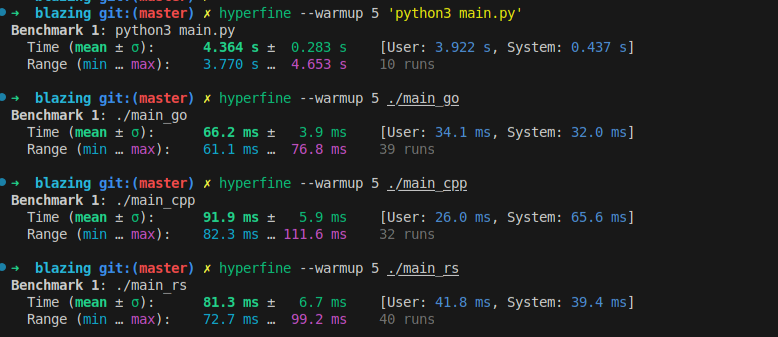 ➜ blazing git:(master) ✗ hyperfine --warmup 5 'python3 main.py'
Benchmark 1: python3 main.py
Time (mean ± σ): 4.364 s ± 0.283 s [User: 3.922 s, System: 0.437 s]
Range (min … max): 3.770 s … 4.653 s 10 runs
➜ blazing git:(master) ✗ hyperfine --warmup 5 ./main_go
Benchmark 1: ./main_go
Time (mean ± σ): 66.2 ms ± 3.9 ms [User: 34.1 ms, System: 32.0 ms]
Range (min … max): 61.1 ms … 76.8 ms 39 runs
➜ blazing git:(master) ✗ hyperfine --warmup 5 ./main_cpp
Benchmark 1: ./main_cpp
Time (mean ± σ): 91.9 ms ± 5.9 ms [User: 26.0 ms, System: 65.6 ms]
Range (min … max): 82.3 ms … 111.6 ms 32 runs
➜ blazing git:(master) ✗ hyperfine --warmup 5 ./main_rs
Benchmark 1: ./main_rs
Time (mean ± σ): 81.3 ms ± 6.7 ms [User: 41.8 ms, System: 39.4 ms]
Range (min … max): 72.7 ms … 99.2 ms 40 runs